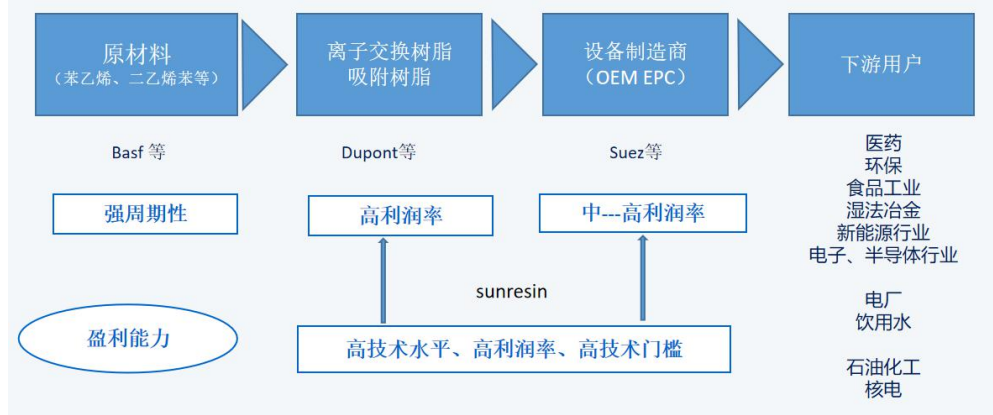 原材料
（苯乙烯、二乙烯苯等）
离子交换树脂
吸附树脂
设备制造商
（OEM EPC）
下游用户
Basf 等
Dupont等
Suez等
医药
环保
食品工业
湿法冶金
新能源行业
电子、半导体行业
电厂
饮用水
石油化工
核电
强周期性
高利润率
中---高利润率
sunresin
盈利能力
高技术水平、高利润率、高技术门槛